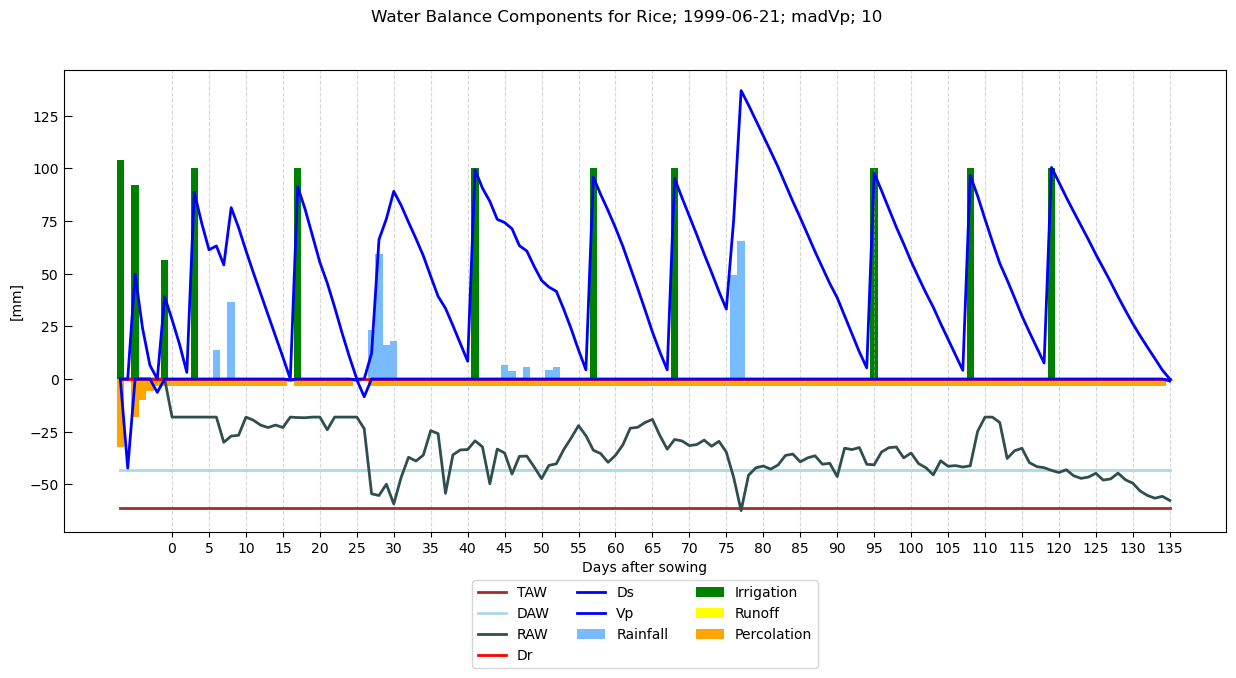 Water Balance Components for Rice; 1999-06-21; madVp; 10
[mm]
125
100
75
50
25
0
−25
−50
0 5 10 15 20 25 30 35 40 45 50 55 60 65 70 75 80 85 90 95 100 105 110 115 120 125 130 135
Days after sowing
TAW Ds Irrigation
DAW Vp Runoff
RAW Rainfall Percolation
Dr